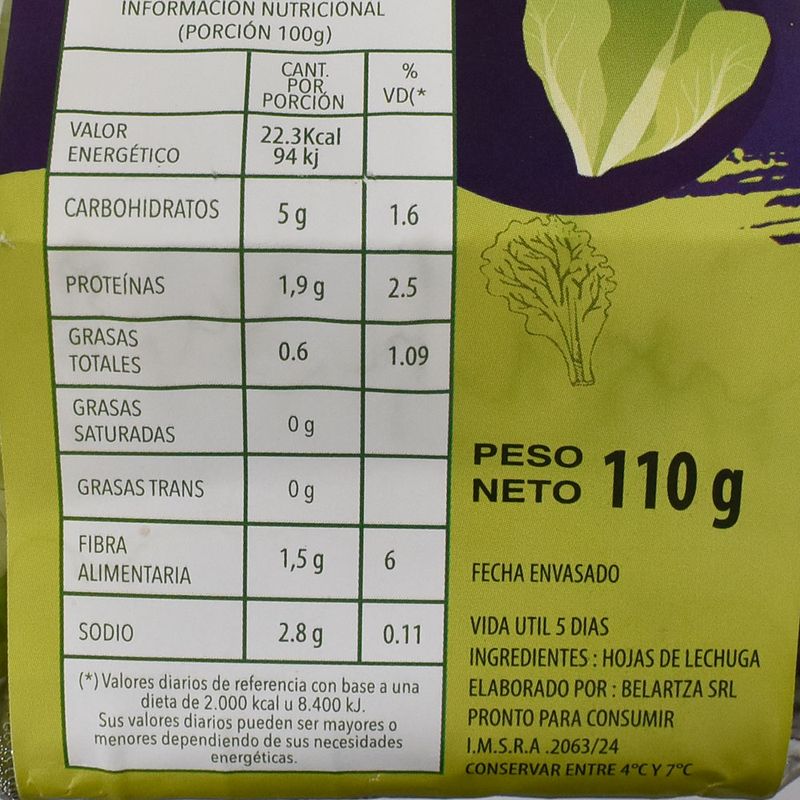 INFORMACIÓN NUTRICIONAL
(PORCIÓN 100g)
CANT.
POR
PORCIÓN
%
VD(*
VALOR
ENERGÉTICO
22.3Kcal
94 kj
CARBOHIDRATOS
5 g
1.6
PROTEÍNAS
1,9 g
2.5
GRASAS
TOTALES
0.6
1.09
GRASAS
SATURADAS
0 g
GRASAS TRANS
0 g
FIBRA
ALIMENTARIA
1,5 g
6
SODIO
2.8 g
0.11
(*) Valores diarios de referencia con base a una
dieta de 2.000 kcal u 8.400 kJ.
Sus valores diarios pueden ser mayores o
menores dependiendo de sus necesidades
energéticas.
PESO
NETO
110 g
FECHA ENVASADO
VIDA UTIL 5 DIAS
INGREDIENTES : HOJAS DE LECHUGA
ELABORADO POR : BELARTZA SRL
PRONTO PARA CONSUMIR
I.M.S.R.A .2063/24
CONSERVAR ENTRE 4°C Y 7°C